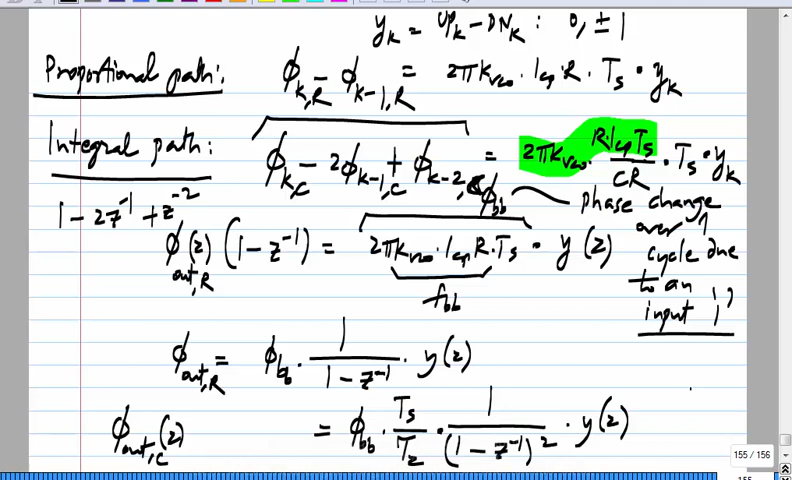 y_k = UP_k - DN_k : 0, ±1
Proportional path: ϕ_{k,R} - ϕ_{k-1,R} = 2πK_{vco} · I_{cp} · R · T_s · y_k
Integral path: ϕ_{k,C} - 2ϕ_{k-1,C} + ϕ_{k-2,C} = 2πK_{vco} · (R · I_{cp} T_s)/(CR) · T_s · y_k
1 - 2z^{-1} + z^{-2}
ϕ_{bb} phase change over 1 cycle due to an input '1'
ϕ_{out,R}(z) (1 - z^{-1}) = 2πK_{vco} · I_{cp} R · T_s · y(z)
f_{bb}
ϕ_{out,R} = ϕ_{bb} · 1/(1 - z^{-1}) · y(z)
ϕ_{out,C}(z) = ϕ_{bb} · T_s/T_z · 1/(1 - z^{-1})^2 · y(z)
155 / 156